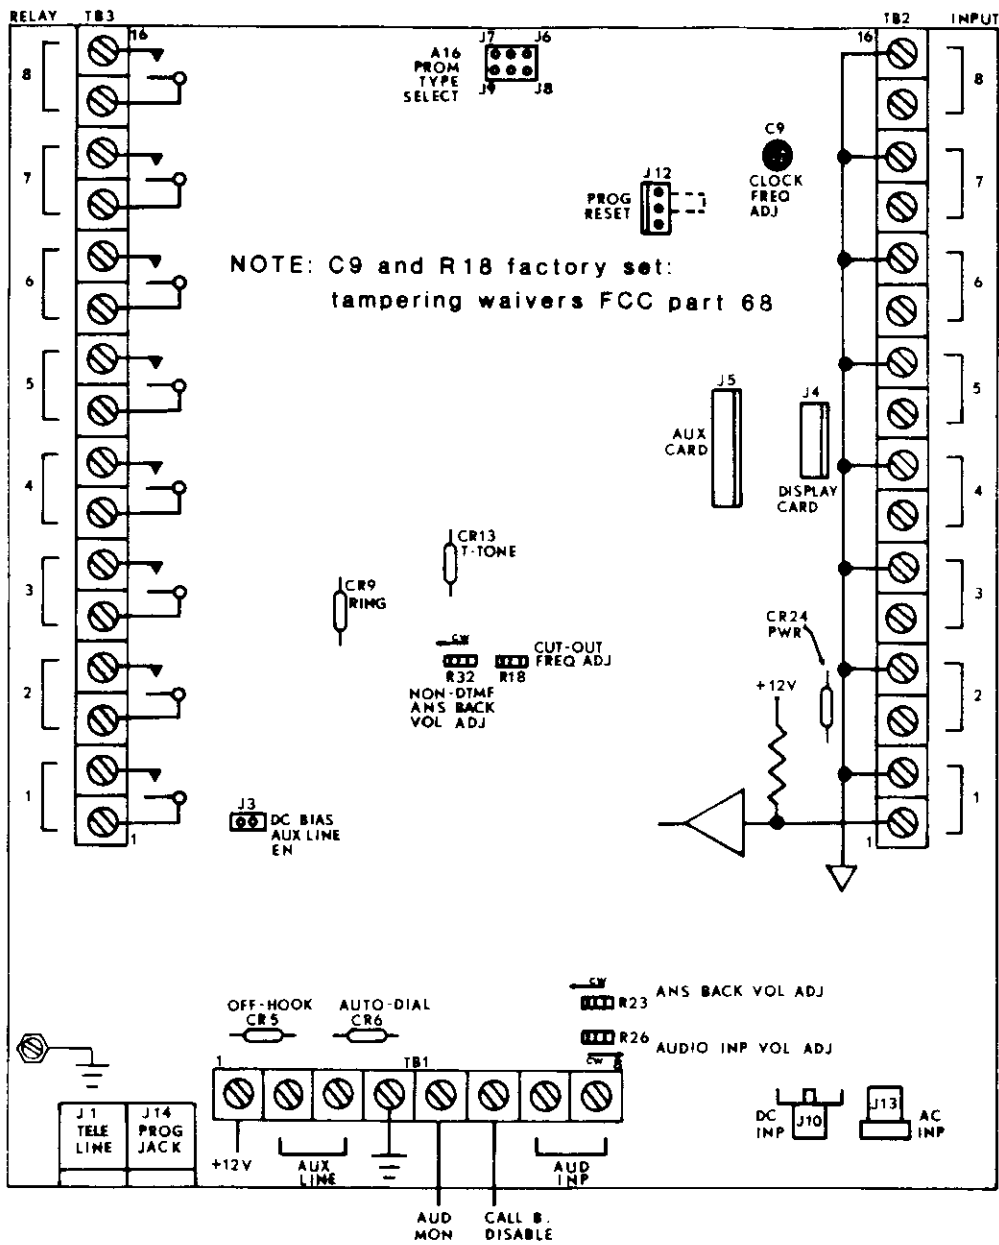 RELAY TB3 TB2 INPUT
16
8
7
6
5
4
3
2
1
1
J7 J6
A16
PROM
TYPE
SELECT
J9 J8
C9
CLOCK
FREQ
ADJ
J12
PROG
RESET
NOTE: C9 and R18 factory set:
tampering waivers FCC part 68
J5
AUX
CARD
J4
DISPLAY
CARD
CR13
T-TONE
CR9
RING
CW
R32
NON-DTMF
ANS BACK
VOL ADJ
CUT-OUT
FREQ ADJ
R18
CR24
PWR
+12V
J3
DC BIAS
AUX LINE
EN
16
8
7
6
5
4
3
2
1
1
CW
R23 ANS BACK VOL ADJ
R26 AUDIO INP VOL ADJ
CW
OFF-HOOK
CR5
AUTO-DIAL
CR6
1 TB1 8
J1
TELE
LINE
J14
PROG
JACK
+12V
AUX
LINE
AUD
INP
AUD
MON
CALL B.
DISABLE
DC
INP
J10
J13
AC
INP